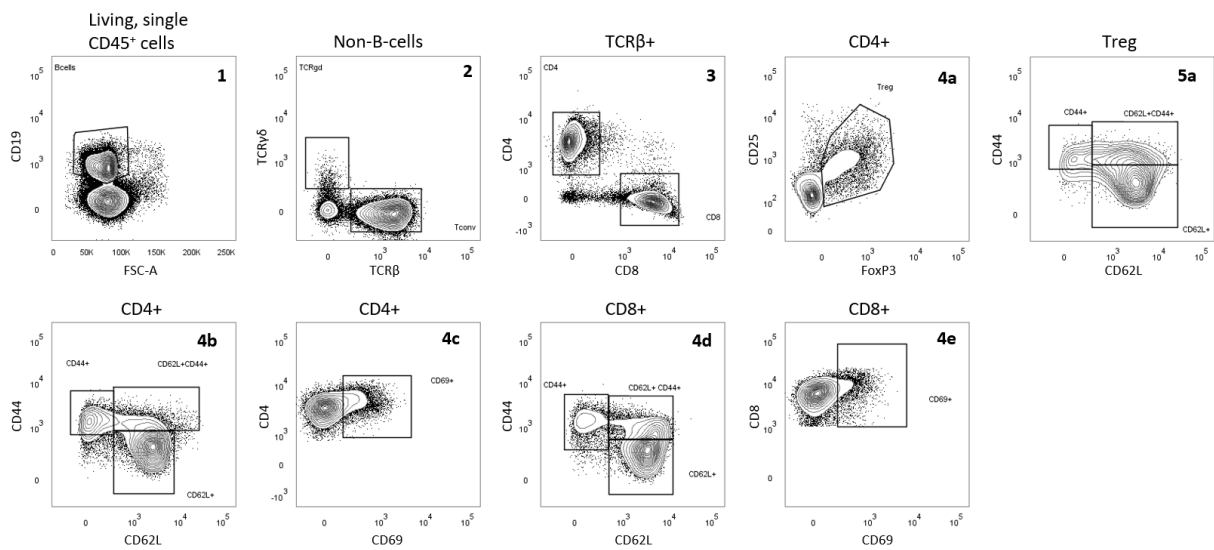 Living, single
CD45⁺ cells
Non-B-cells
TCRβ+
CD4+
Treg
Bcells
1
10⁵
10⁴
10³
0
CD19
50K 100K 150K 200K 250K
FSC-A
TCRgd
2
10⁵
10⁴
10³
0
TCRγδ
Tconv
0 10³ 10⁴ 10⁵
TCRβ
CD4
3
10⁵
10⁴
10³
0
-10³
CD4
CD8
0 10³ 10⁴ 10⁵
CD8
Treg
4a
10⁵
10⁴
10³
10²
0
CD25
0 10³ 10⁴ 10⁵
FoxP3
5a
CD44+
CD62L+CD44+
10⁵
10⁴
10³
0
CD44
CD62L+
0 10³ 10⁴ 10⁵
CD62L
CD4+
CD4+
CD8+
CD8+
4b
CD44+
CD62L+CD44+
10⁵
10⁴
10³
0
CD44
CD62L+
0 10³ 10⁴ 10⁵
CD62L
4c
CD69+
10⁵
10⁴
10³
0
-10³
CD4
0 10³ 10⁴ 10⁵
CD69
4d
CD44+
CD62L+ CD44+
10⁵
10⁴
10³
0
CD44
CD62L+
0 10³ 10⁴ 10⁵
CD62L
4e
CD69+
10⁵
10⁴
10³
10²
0
CD8
0 10³ 10⁴ 10⁵
CD69